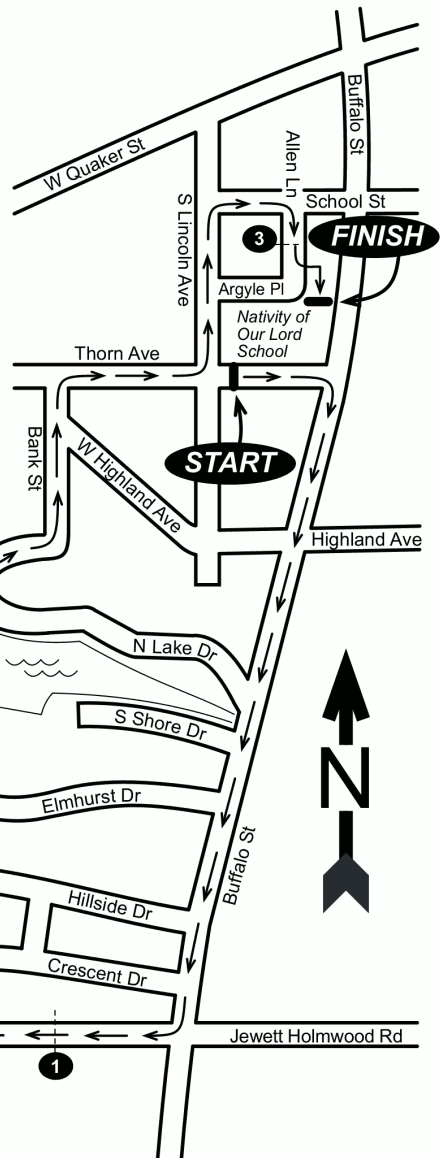 Buffalo St
W Quaker St
Allen Ln
School St
S Lincoln Ave
3
FINISH
Argyle Pl
Nativity of
Our Lord
School
Thorn Ave
Bank St
W Highland Ave
START
Highland Ave
N Lake Dr
S Shore Dr
N
Elmhurst Dr
Buffalo St
Hillside Dr
Crescent Dr
Jewett Holmwood Rd
1